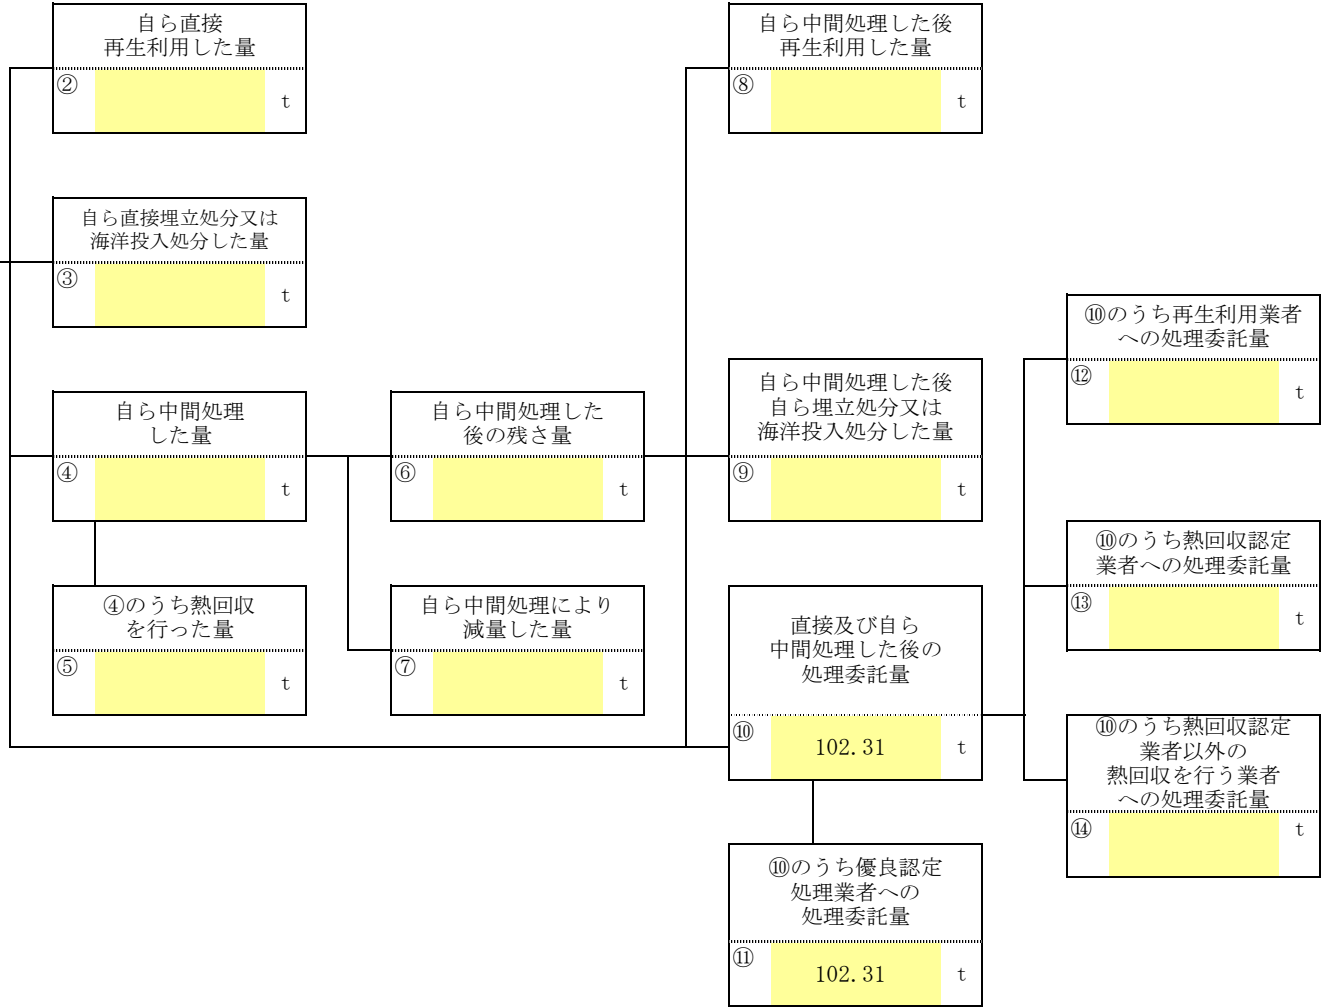 自ら直接
再生利用した量
②
t
自ら中間処理した後
再生利用した量
⑧
t
自ら直接埋立処分又は
海洋投入処分した量
③
t
⑩のうち再生利用業者
への処理委託量
⑫
t
自ら中間処理
した量
④
t
自ら中間処理した
後の残さ量
⑥
t
自ら中間処理した後
自ら埋立処分又は
海洋投入処分した量
⑨
t
⑩のうち熱回収認定
業者への処理委託量
⑬
t
④のうち熱回収
を行った量
⑤
t
自ら中間処理により
減量した量
⑦
t
直接及び自ら
中間処理した後の
処理委託量
⑩ 102.31 t
⑩のうち熱回収認定
業者以外の
熱回収を行う業者
への処理委託量
⑭
t
⑩のうち優良認定
処理業者への
処理委託量
⑪ 102.31 t